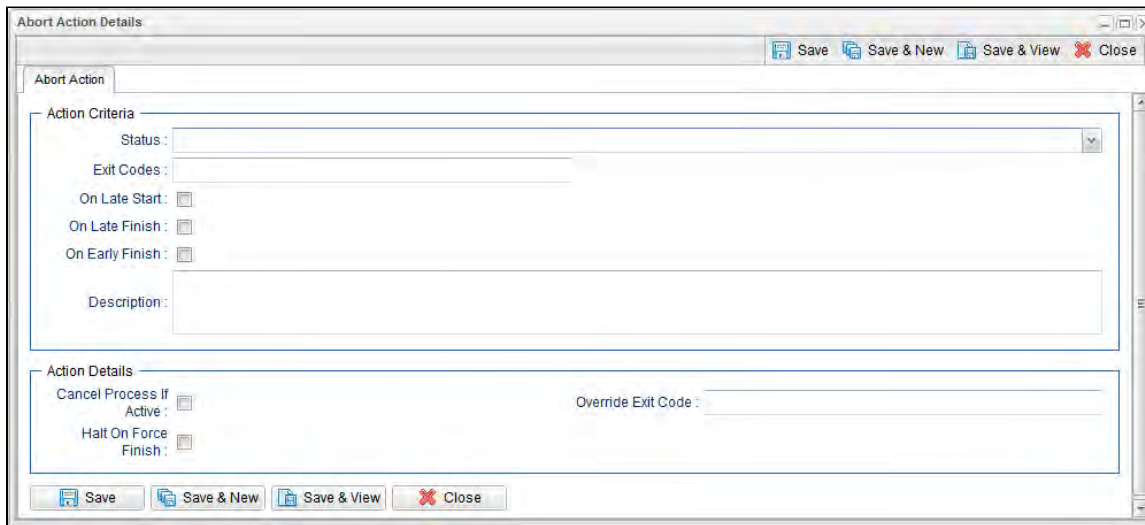 Abort Action Details
Save Save & New Save & View Close
Abort Action
Action Criteria
Status :
Exit Codes :
On Late Start :
On Late Finish :
On Early Finish :
Description :
Action Details
Cancel Process If
Active :
Override Exit Code :
Halt On Force
Finish :
Save Save & New Save & View Close